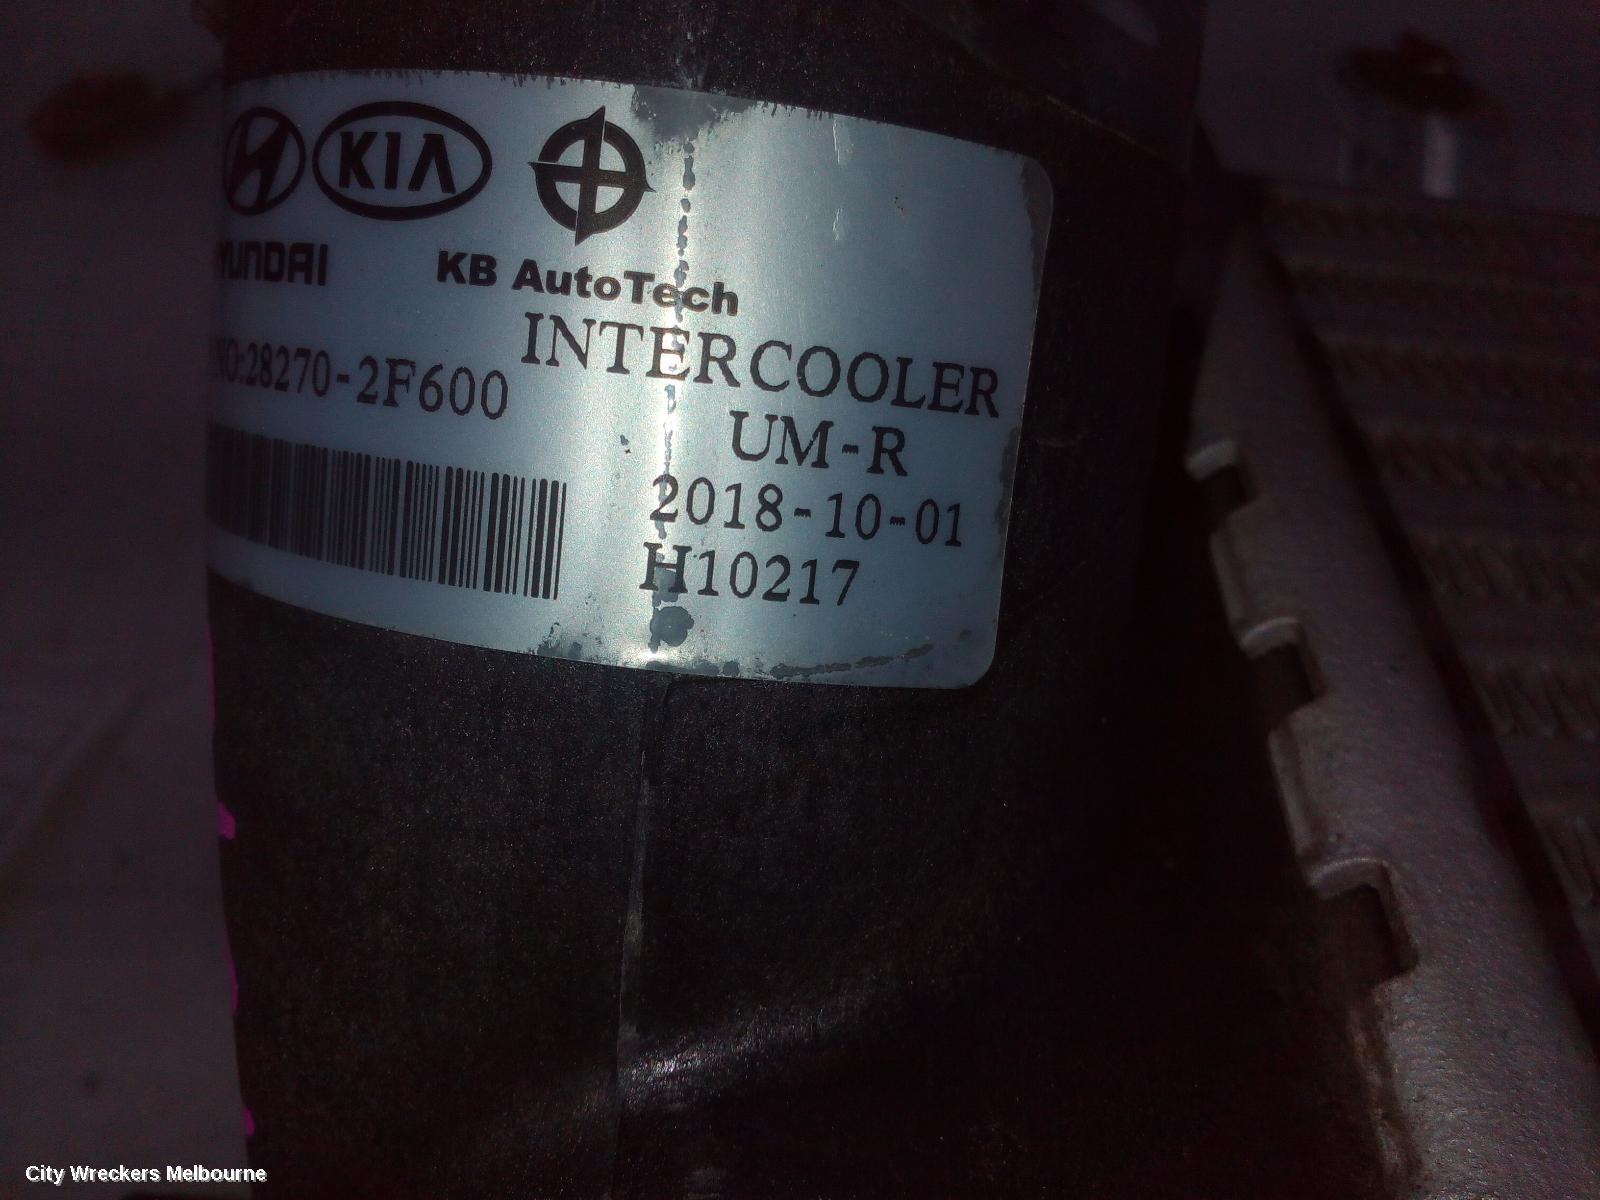 KIA
HYUNDAI
KB AutoTech
INTERCOOLER
NO:28270-2F600
UM-R
2018-10-01
H10217
City Wreckers Melbourne